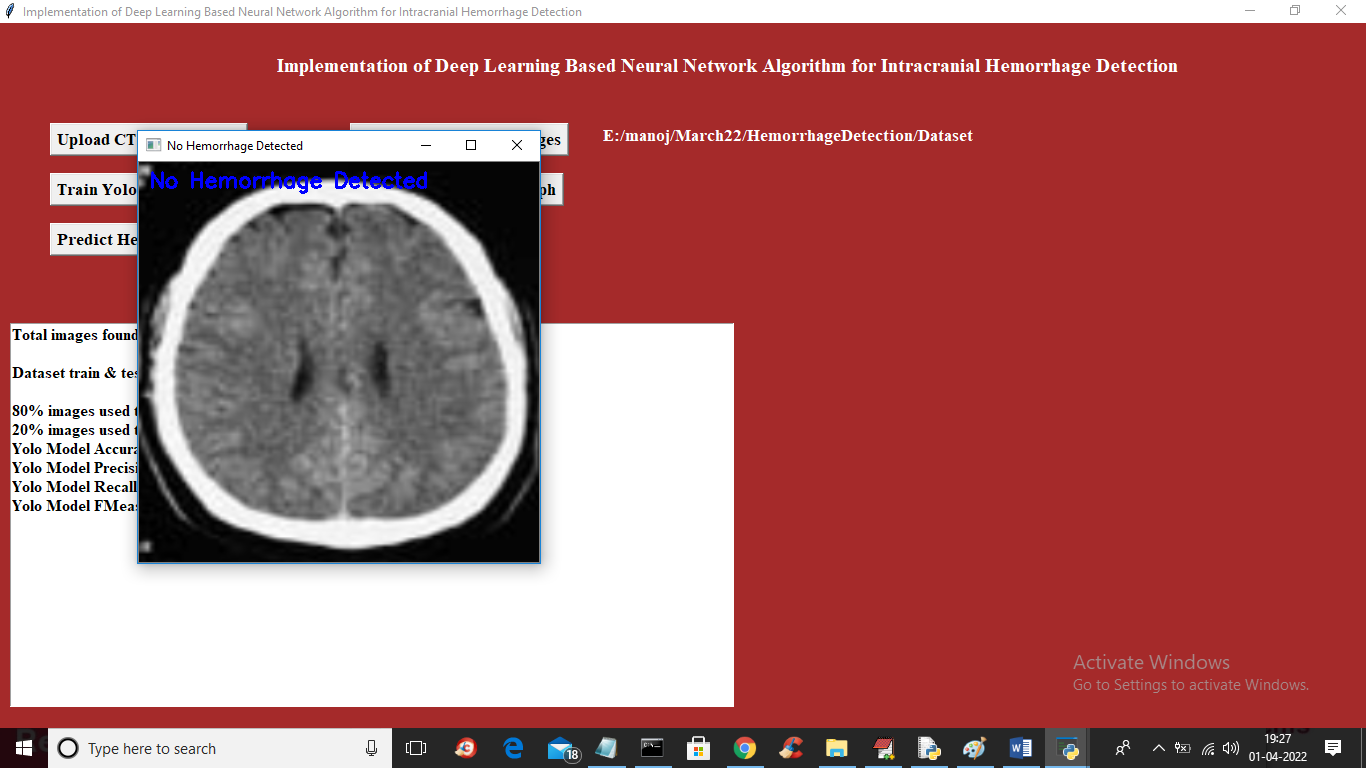 Implementation of Deep Learning Based Neural Network Algorithm for Intracranial Hemorrhage Detection
Implementation of Deep Learning Based Neural Network Algorithm for Intracranial Hemorrhage Detection
Upload CT
ges
E:/manoj/March22/HemorrhageDetection/Dataset
No Hemorrhage Detected
No Hemorrhage Detected
Train Yolo
ph
Predict He
Total images found
Dataset train & tes
80% images used t
20% images used t
Yolo Model Accura
Yolo Model Precisi
Yolo Model Recall
Yolo Model FMeas
Activate Windows
Go to Settings to activate Windows.
Type here to search
18
19:27
01-04-2022